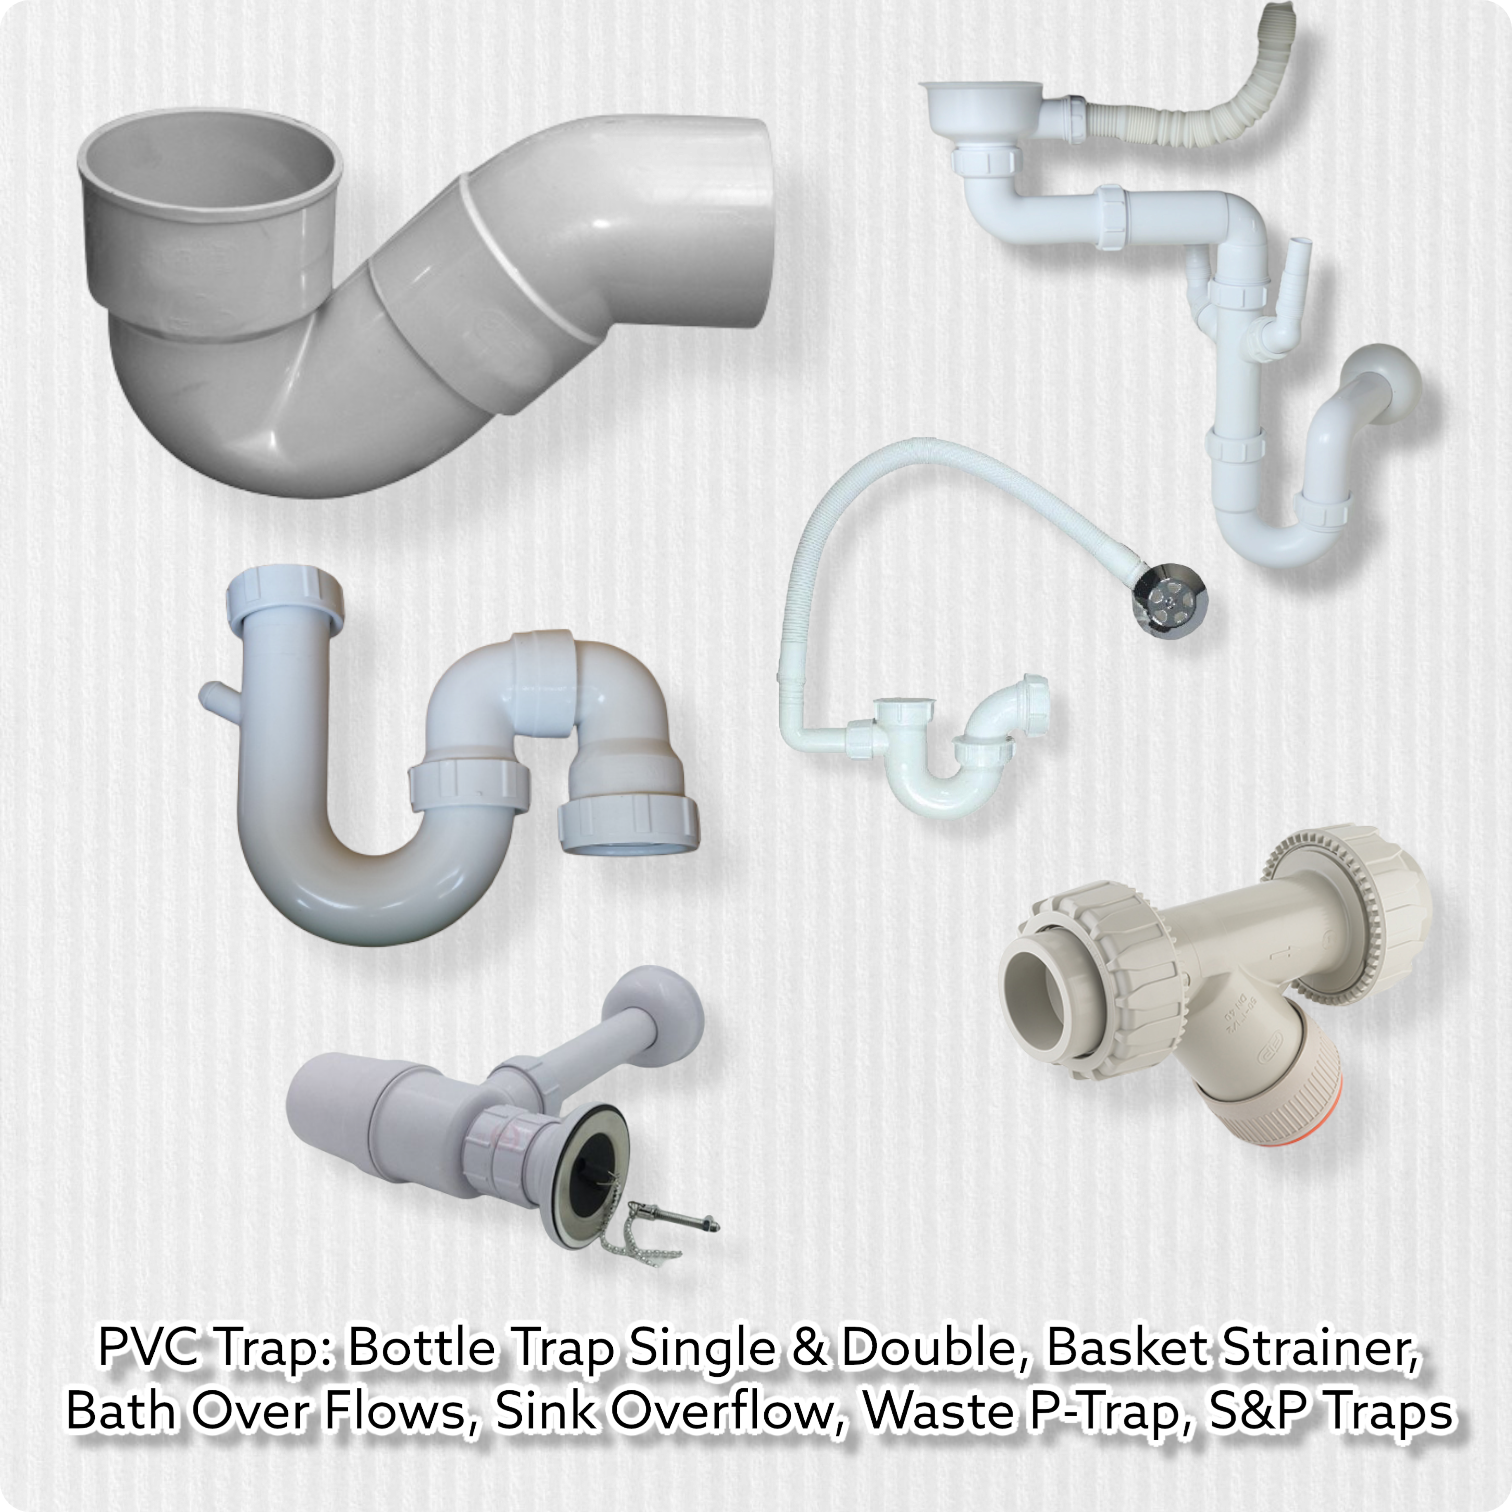 PVC Trap: Bottle Trap Single & Double, Basket Strainer,
Bath Over Flows, Sink Overflow, Waste P-Trap, S&P Traps